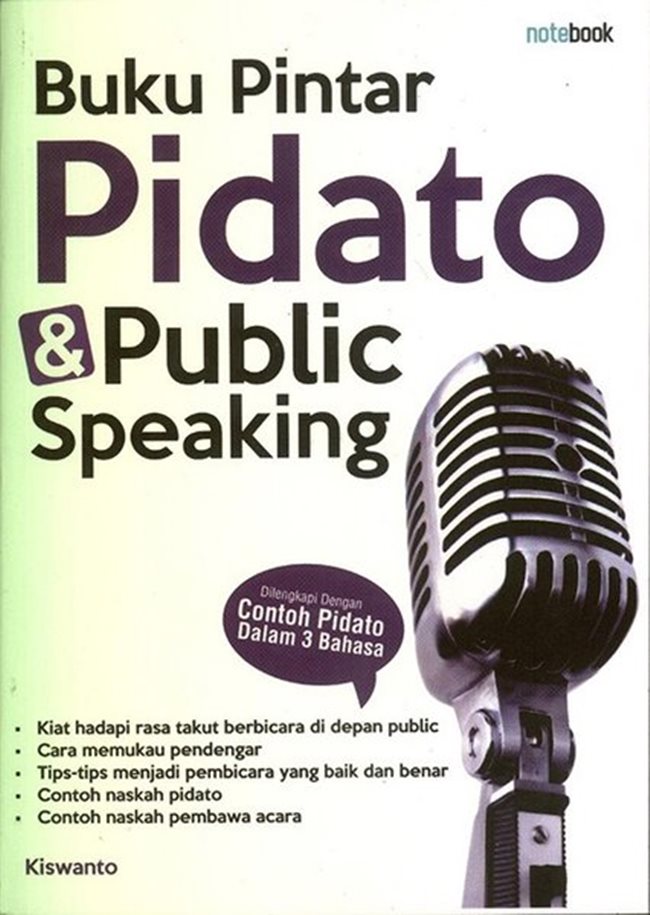 notebook
Buku Pintar
Pidato
& Public
Speaking
Dilengkapi Dengan
Contoh Pidato
Dalam 3 Bahasa
• Kiat hadapi rasa takut berbicara di depan public
• Cara memukau pendengar
• Tips-tips menjadi pembicara yang baik dan benar
• Contoh naskah pidato
• Contoh naskah pembawa acara
Kiswanto